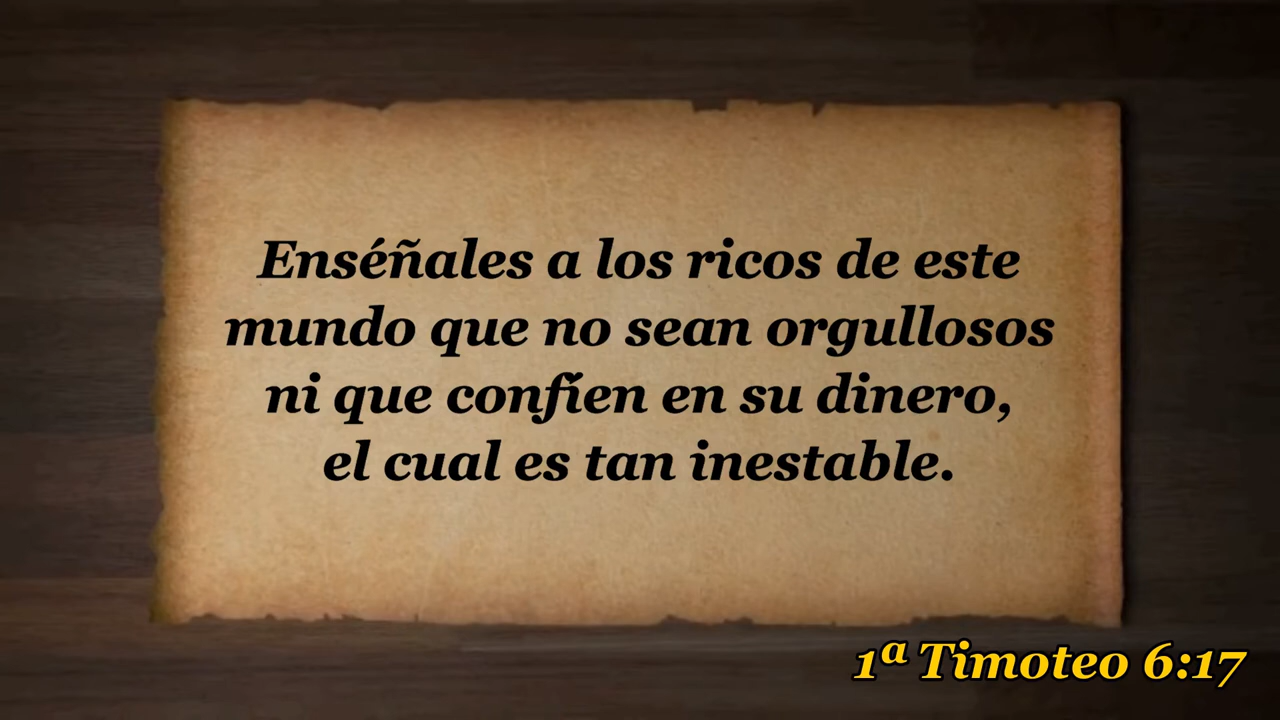 Enséñales a los ricos de este
mundo que no sean orgullosos
ni que confíen en su dinero,
el cual es tan inestable.
1ª Timoteo 6:17